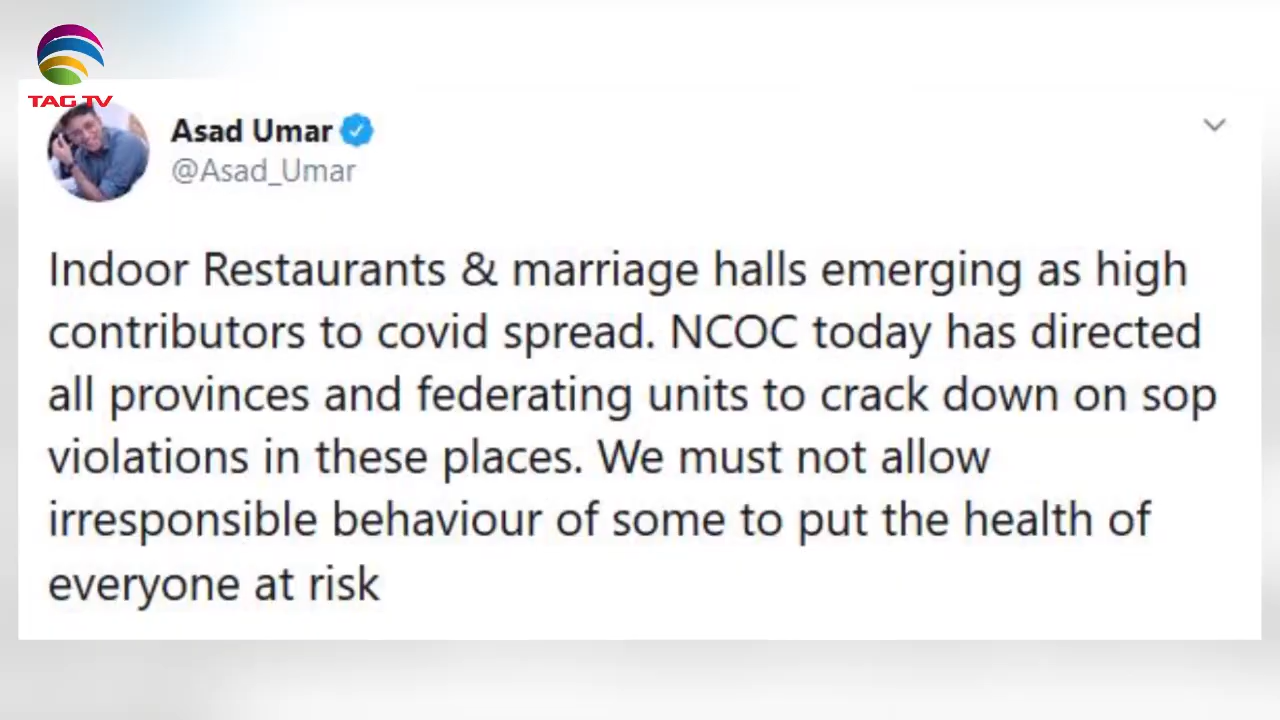 TAG TV
Asad Umar
@Asad_Umar
Indoor Restaurants & marriage halls emerging as high
contributors to covid spread. NCOC today has directed
all provinces and federating units to crack down on sop
violations in these places. We must not allow
irresponsible behaviour of some to put the health of
everyone at risk